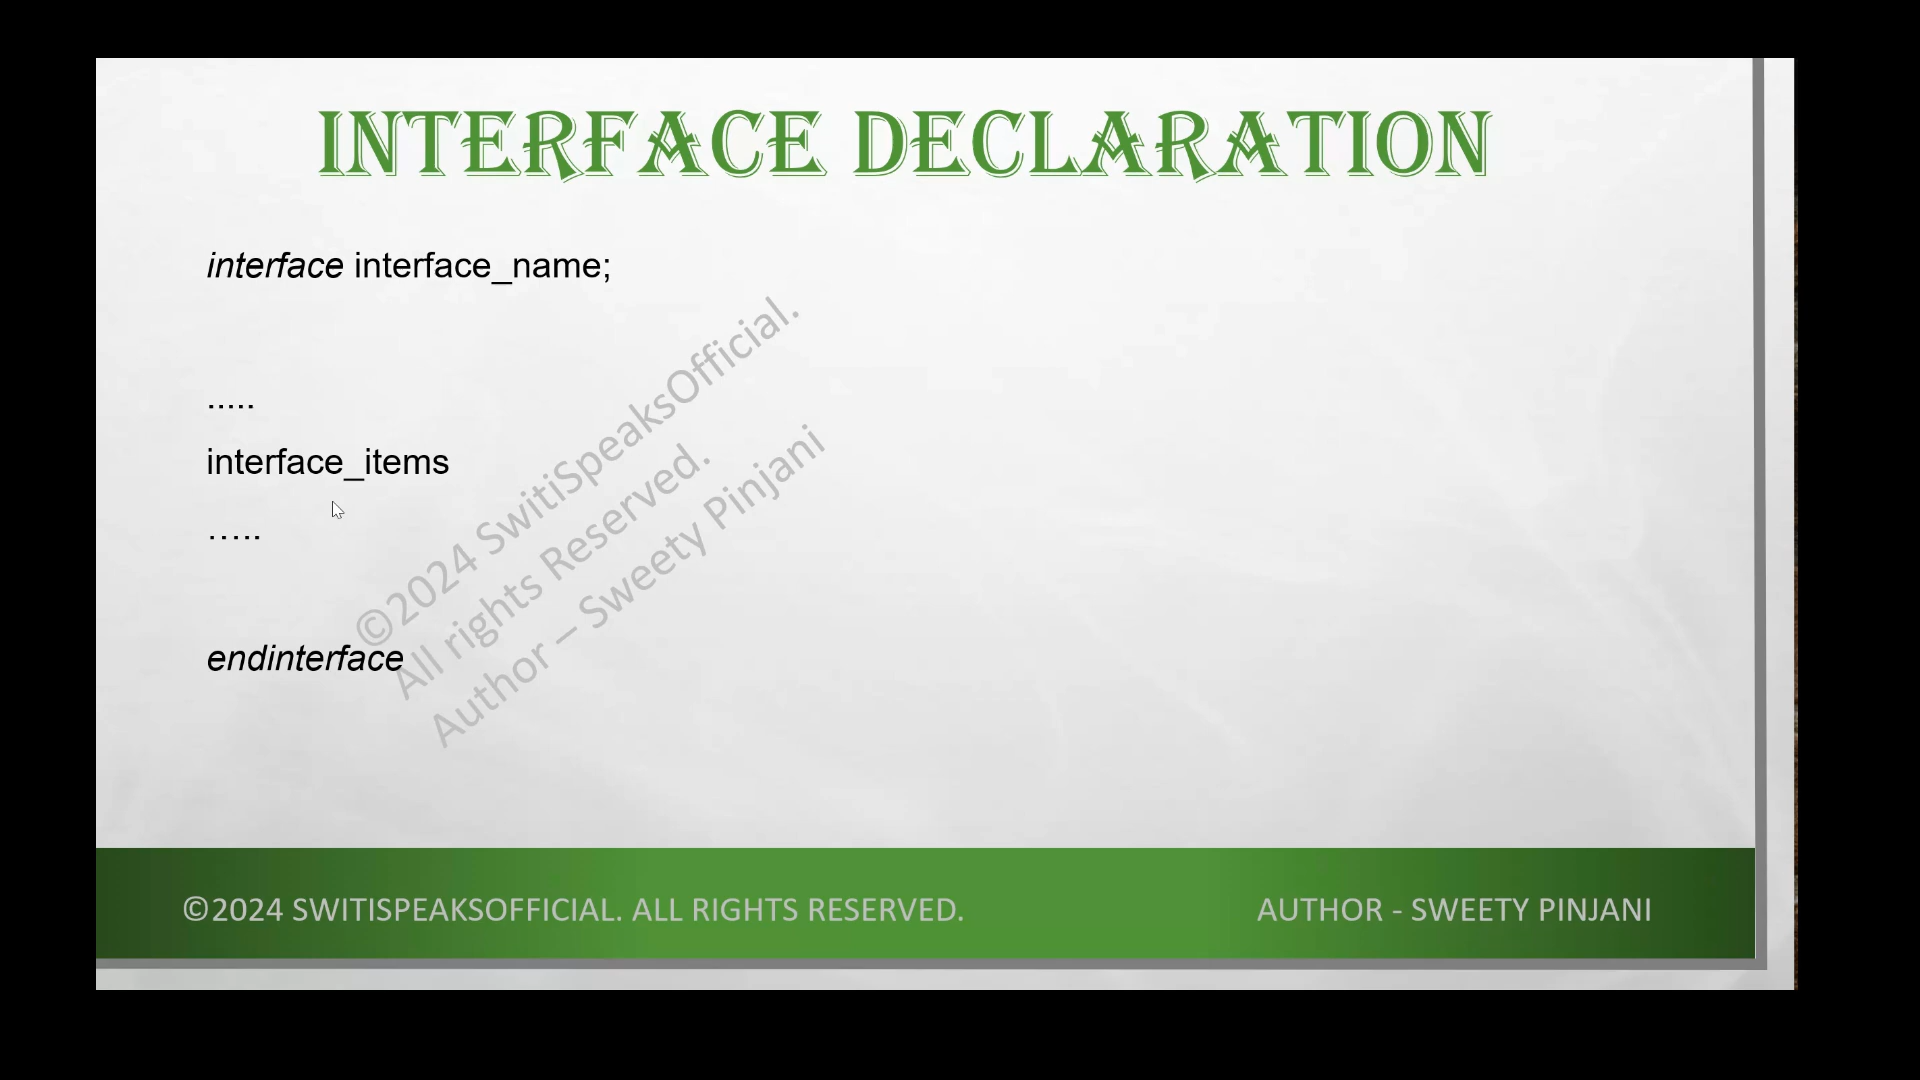 INTERFACE DECLARATION
interface interface_name;
.....
interface_items
.....
endinterface
©2024 SwitiSpeaksOfficial.
All rights Reserved.
Author – Sweety Pinjani
©2024 SWITISPEAKSOFFICIAL. ALL RIGHTS RESERVED.
AUTHOR - SWEETY PINJANI